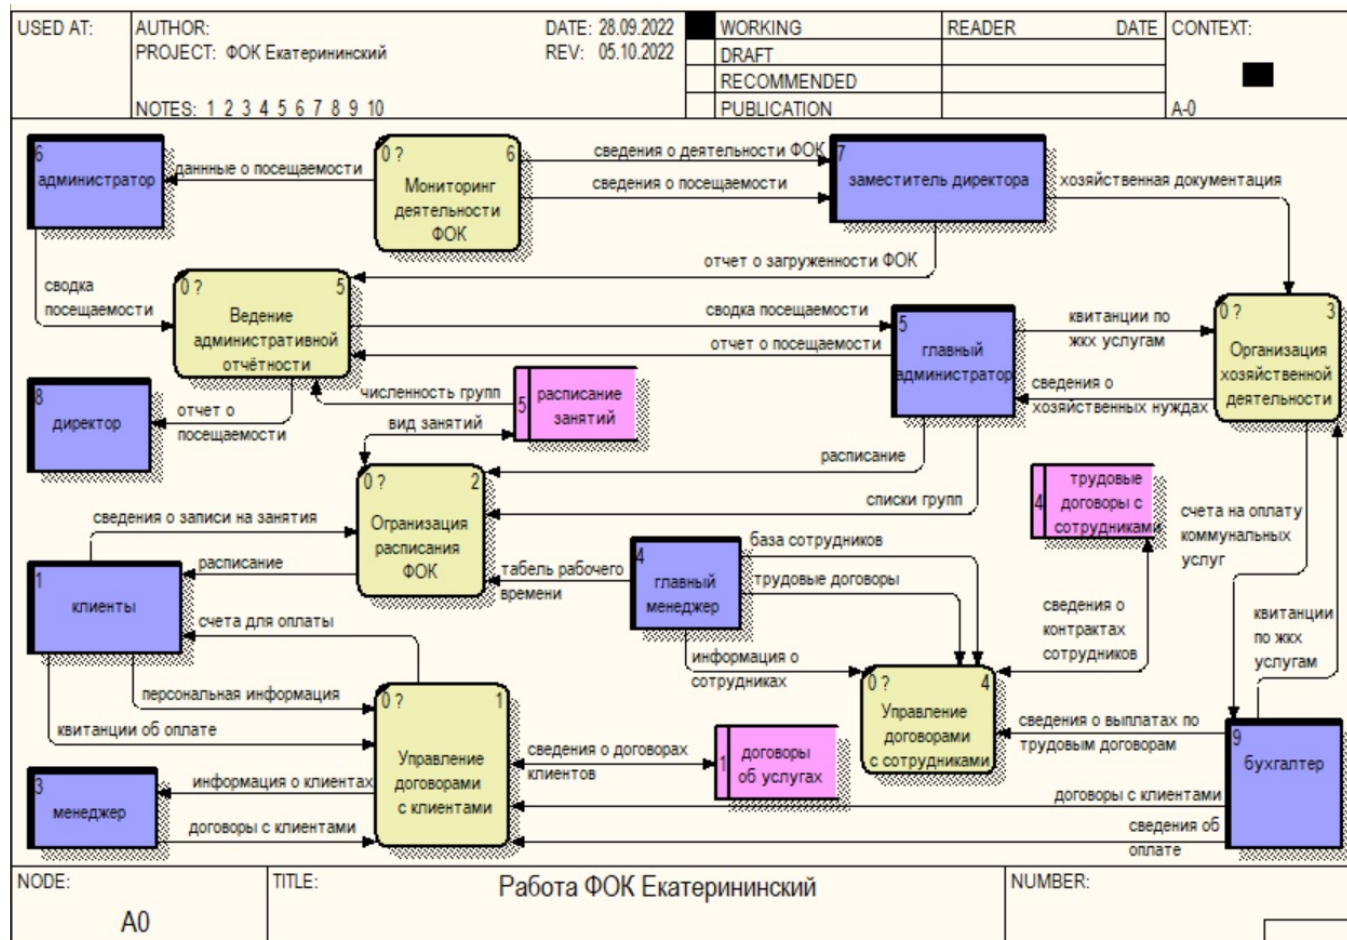 USED AT:
AUTHOR:
DATE: 28.09.2022
PROJECT: ФОК Екатерининский
REV: 05.10.2022
NOTES: 1 2 3 4 5 6 7 8 9 10
WORKING
DRAFT
RECOMMENDED
PUBLICATION
READER
DATE
CONTEXT:
A-0
6
администратор
даннные о посещаемости
0 ?
6
Мониторинг
деятельности
ФОК
сведения о деятельности ФОК
сведения о посещаемости
7
заместитель директора
хозяйственная документация
отчет о загруженности ФОК
сводка
посещаемости
0 ?
5
Ведение
административной
отчётности
сводка посещаемости
отчет о посещаемости
5
главный
администратор
квитанции по
жкх услугам
сведения о
хозяйственных нуждах
0 ?
3
Организация
хозяйственной
деятельности
8
директор
отчет о
посещаемости
численность групп
5
расписание
занятий
вид занятий
расписание
списки групп
0 ?
2
Огранизация
расписания
ФОК
4
трудовые
договоры с
сотрудниками
сведения о записи на занятия
расписание
1
клиенты
счета для оплаты
табель рабочего
времени
4
главный
менеджер
база сотрудников
трудовые договоры
информация о
сотрудниках
счета на оплату
коммунальных
услуг
сведения о
контрактах
сотрудников
квитанции
по жкх
услугам
персональная информация
квитанции об оплате
0 ?
1
Управление
договорами
с клиентами
0 ?
4
Управление
договорами
с сотрудниками
сведения о выплатах по
трудовым договорам
9
бухгалтер
сведения о договорах
клиентов
1
договоры
об услугах
3
менеджер
информация о клиентах
договоры с клиентами
договоры с клиентами
сведения об
оплате
NODE:
A0
TITLE:
Работа ФОК Екатерининский
NUMBER: